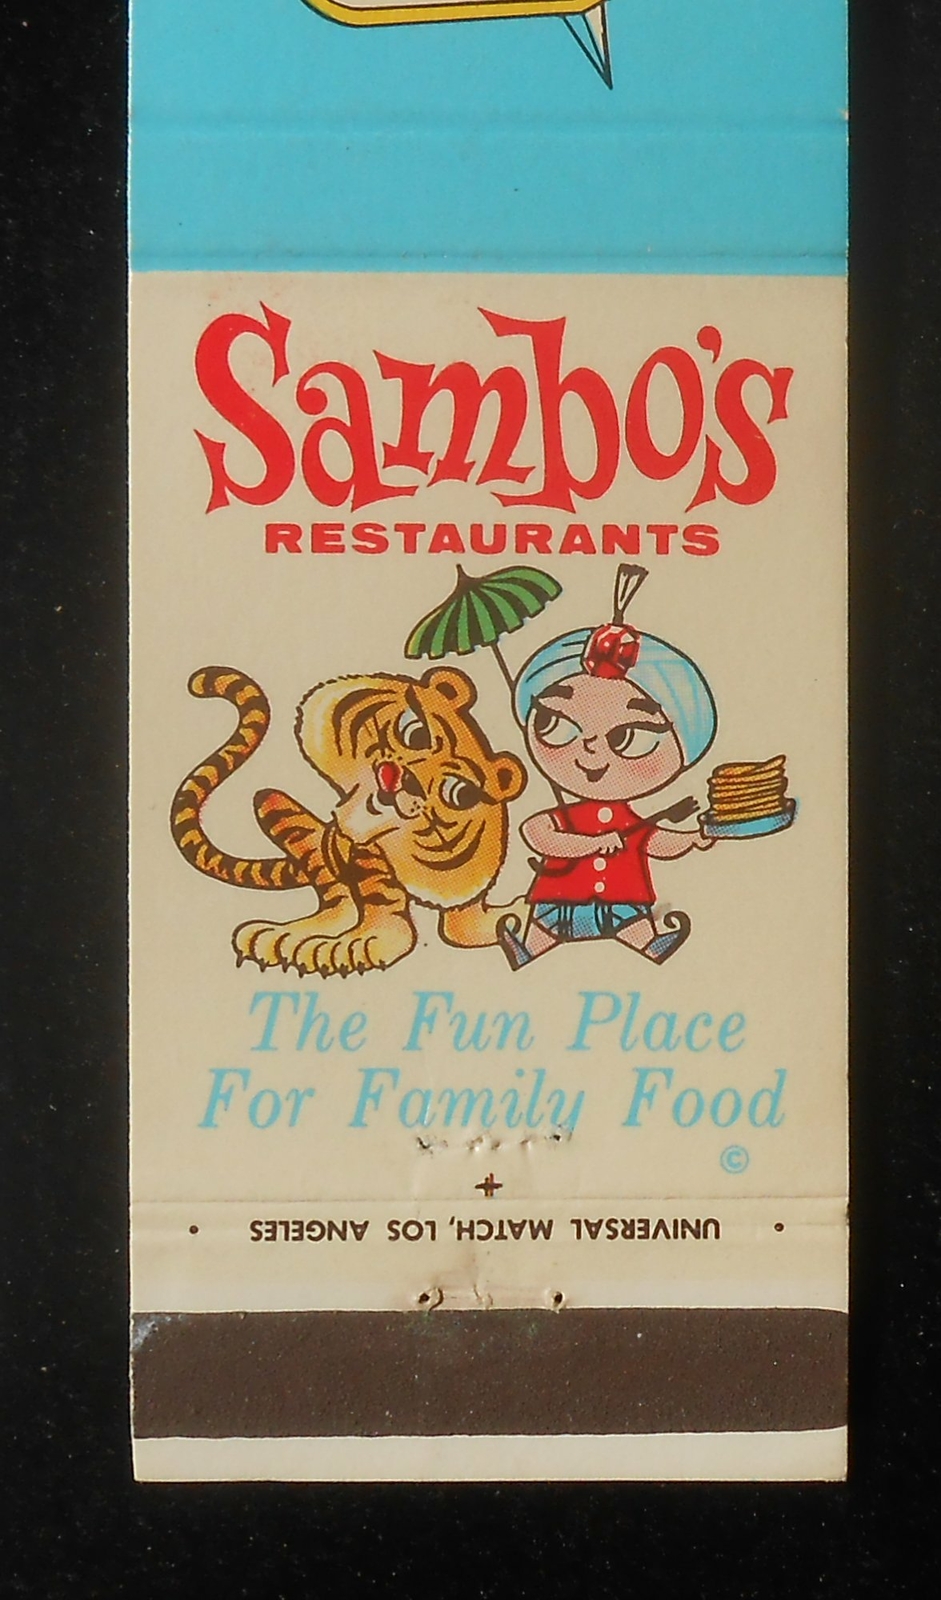 Sambo's
RESTAURANTS
The Fun Place
For Family Food
©
UNIVERSAL MATCH, LOS ANGELES